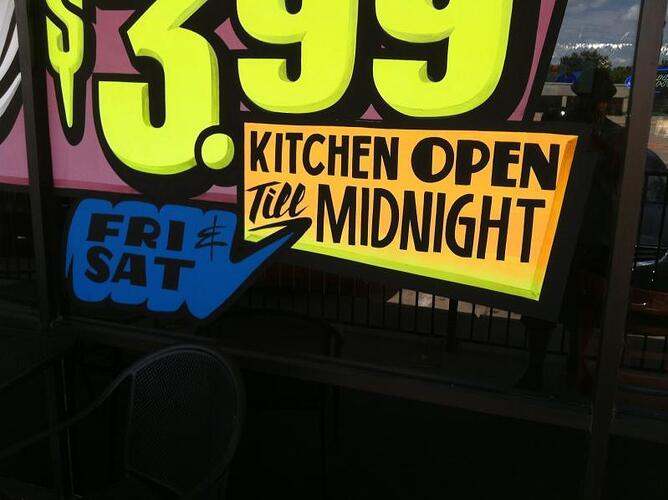 $3.99
KITCHEN OPEN
Till MIDNIGHT
FRI &
SAT